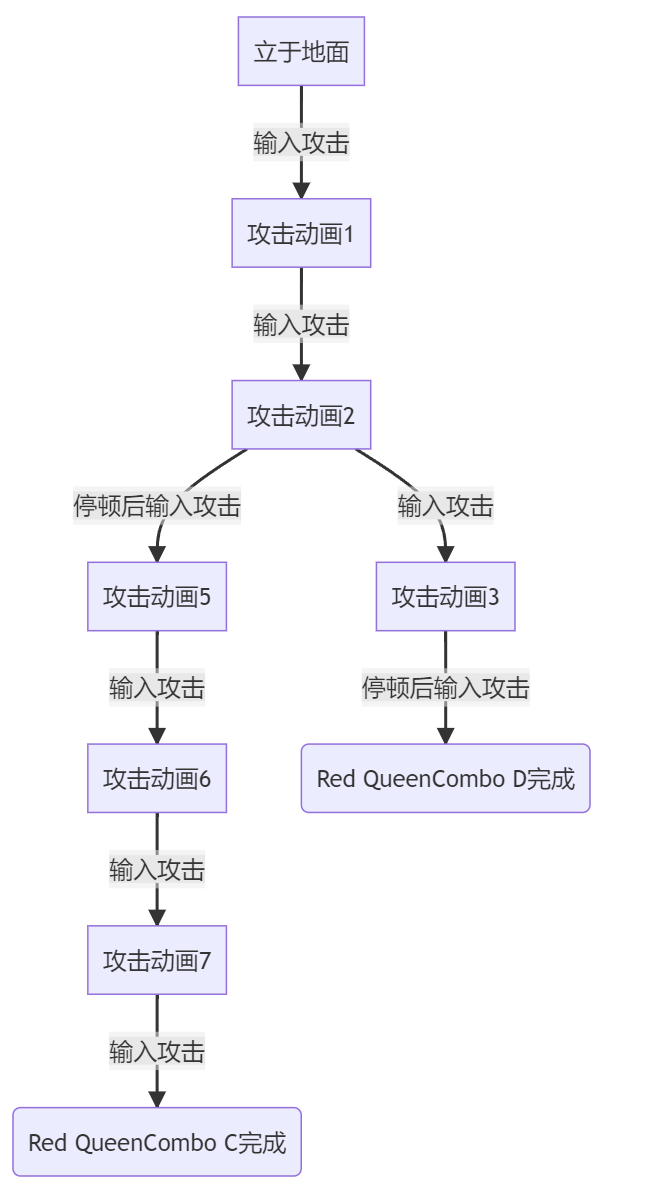 立于地面
输入攻击
攻击动画1
输入攻击
攻击动画2
停顿后输入攻击
输入攻击
攻击动画5
攻击动画3
输入攻击
停顿后输入攻击
攻击动画6
Red QueenCombo D完成
输入攻击
攻击动画7
输入攻击
Red QueenCombo C完成